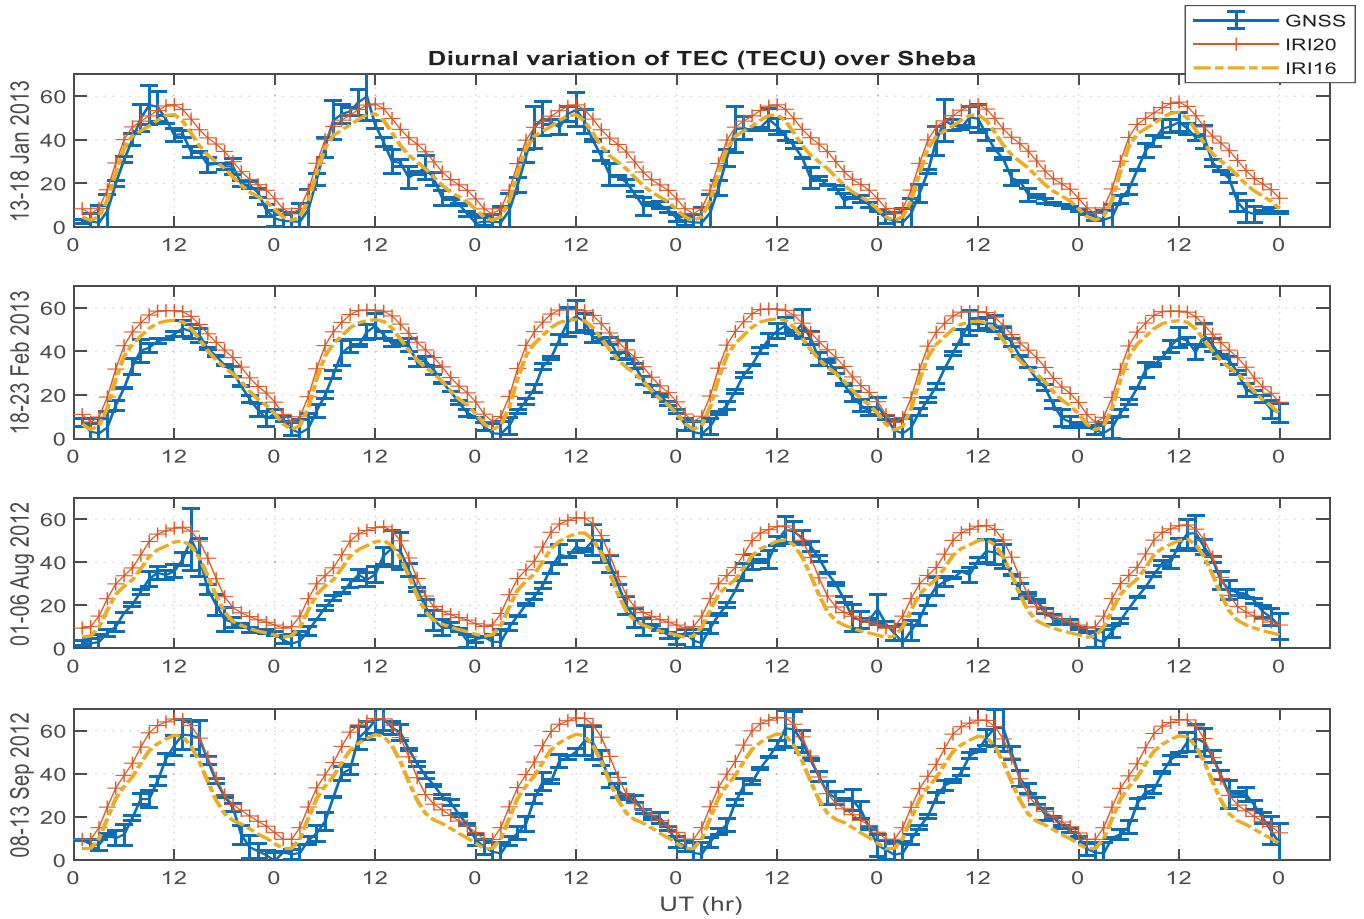 GNSS
IRI20
IRI16
Diurnal variation of TEC (TECU) over Sheba
13-18 Jan 2013
60
40
20
0
0 12 0 12 0 12 0 12 0 12 0 12 0
18-23 Feb 2013
60
40
20
0
0 12 0 12 0 12 0 12 0 12 0 12 0
01-06 Aug 2012
60
40
20
0
0 12 0 12 0 12 0 12 0 12 0 12 0
08-13 Sep 2012
60
40
20
0
0 12 0 12 0 12 0 12 0 12 0 12 0
UT (hr)